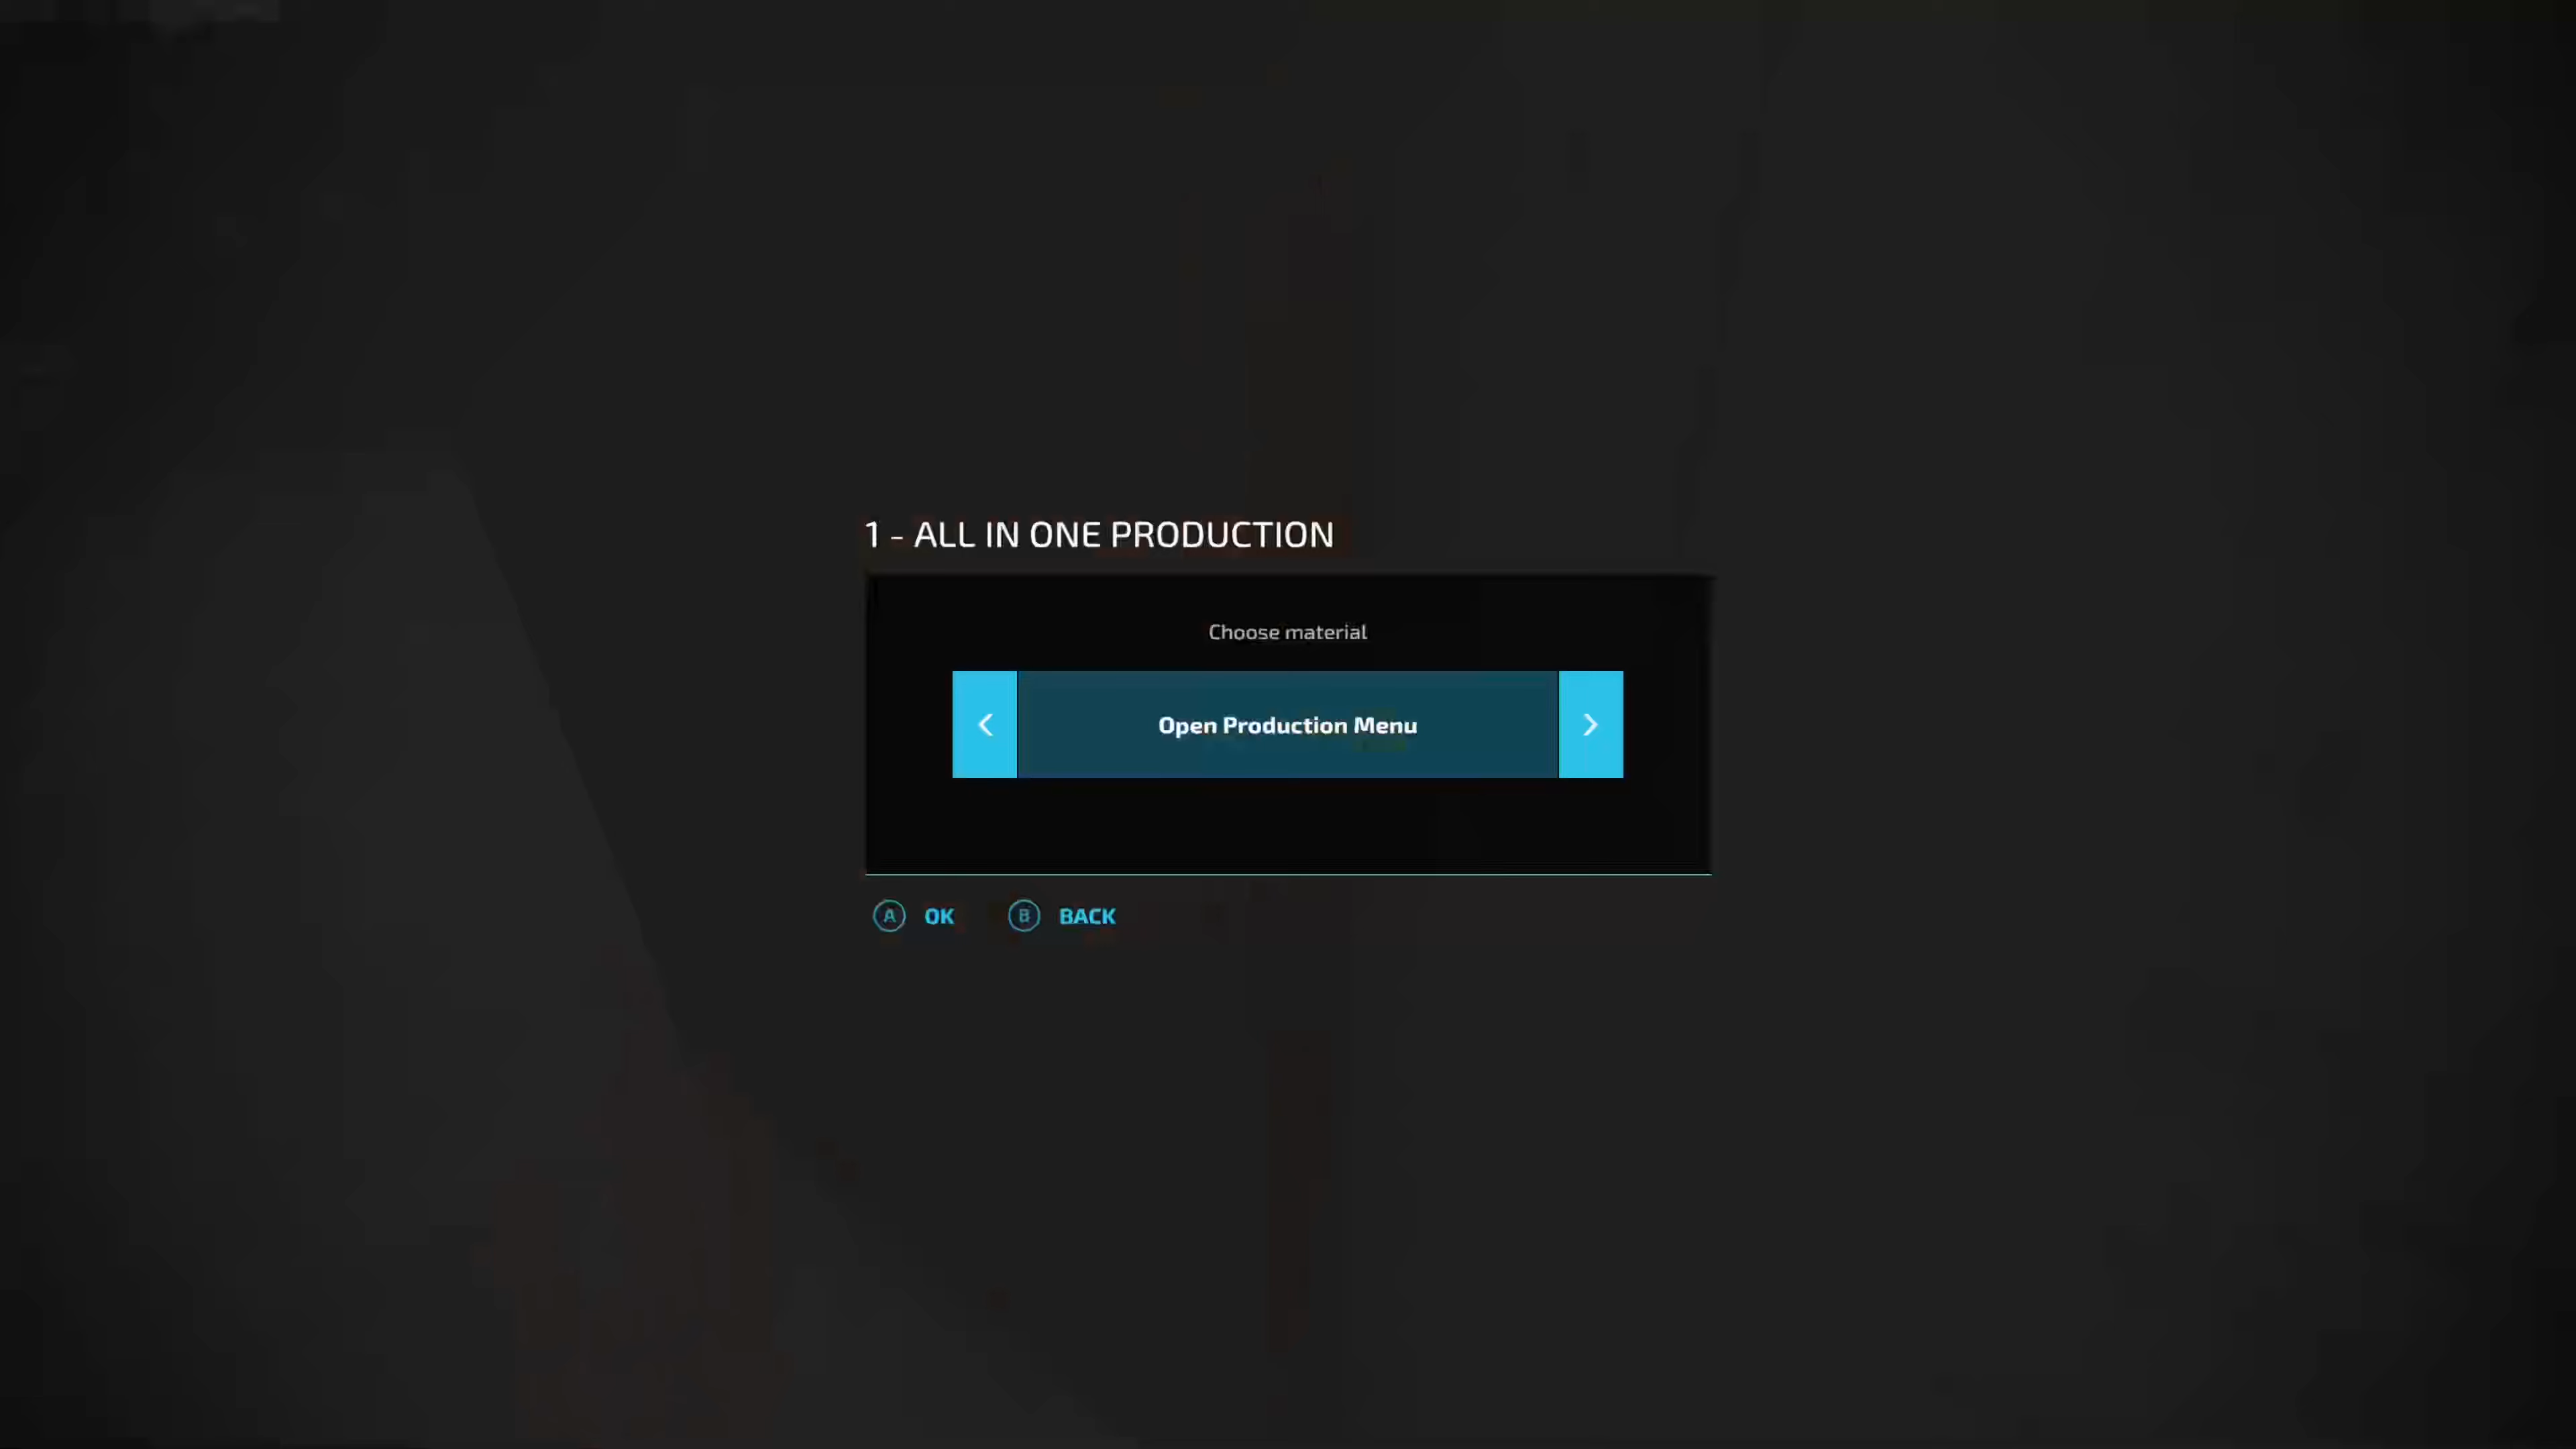 1 - ALL IN ONE PRODUCTION
Choose material
Open Production Menu
A OK B BACK